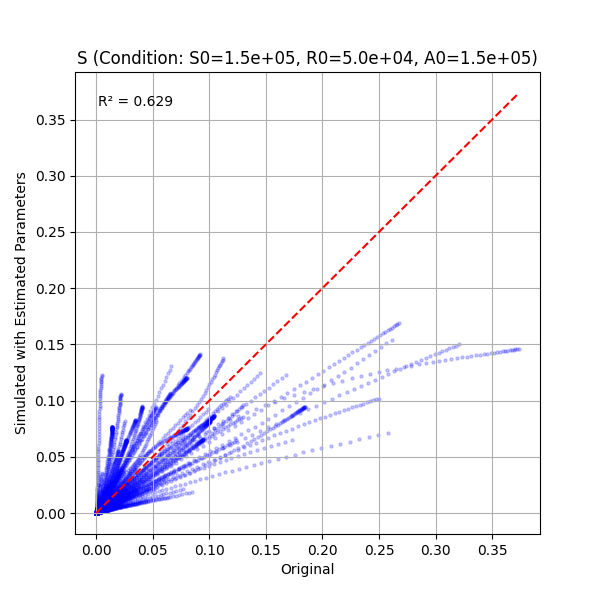 S (Condition: S0=1.5e+05, R0=5.0e+04, A0=1.5e+05)
R² = 0.629
0.35
0.30
0.25
0.20
0.15
0.10
0.05
0.00
Simulated with Estimated Parameters
0.00 0.05 0.10 0.15 0.20 0.25 0.30 0.35
Original